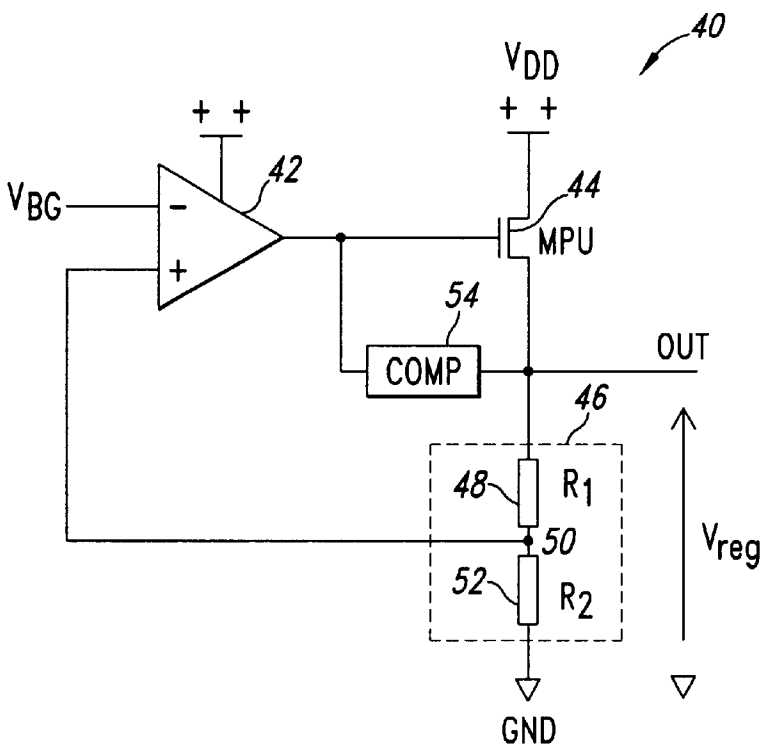 40
V_DD
+ +
+ +
42
V_BG
−
+
44
MPU
54
COMP
OUT
46
48
R_1
50
V_reg
52
R_2
GND